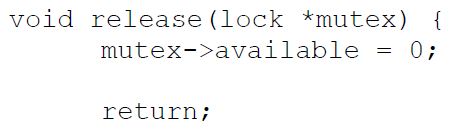 void release(lock *mutex) {
mutex->available = 0;
return;